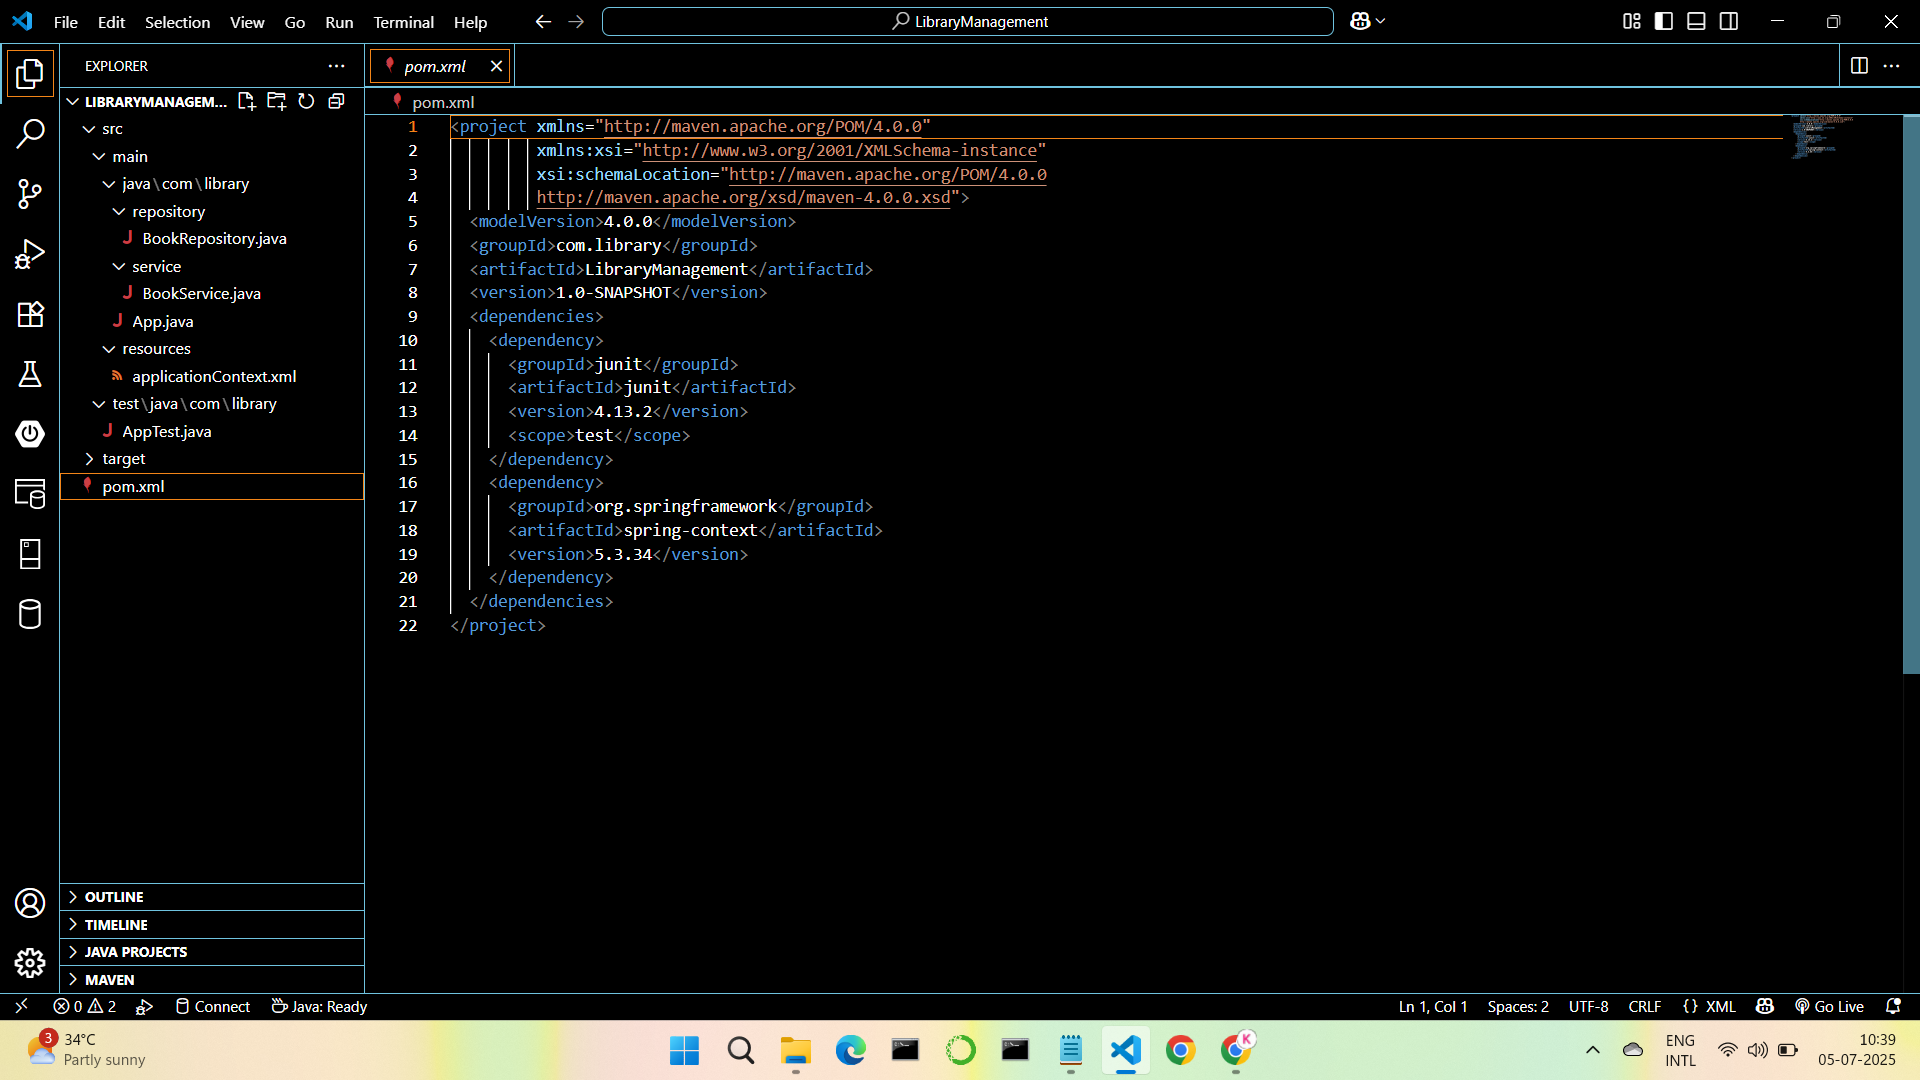 File Edit Selection View Go Run Terminal Help
LibraryManagement
EXPLORER
pom.xml
LIBRARYMANAGEM...
pom.xml
src
main
java\com\library
repository
BookRepository.java
service
BookService.java
App.java
resources
applicationContext.xml
test\java\com\library
AppTest.java
target
pom.xml
OUTLINE
TIMELINE
JAVA PROJECTS
MAVEN
1 <project xmlns="http://maven.apache.org/POM/4.0.0"
2 xmlns:xsi="http://www.w3.org/2001/XMLSchema-instance"
3 xsi:schemaLocation="http://maven.apache.org/POM/4.0.0
4 http://maven.apache.org/xsd/maven-4.0.0.xsd">
5 <modelVersion>4.0.0</modelVersion>
6 <groupId>com.library</groupId>
7 <artifactId>LibraryManagement</artifactId>
8 <version>1.0-SNAPSHOT</version>
9 <dependencies>
10 <dependency>
11 <groupId>junit</groupId>
12 <artifactId>junit</artifactId>
13 <version>4.13.2</version>
14 <scope>test</scope>
15 </dependency>
16 <dependency>
17 <groupId>org.springframework</groupId>
18 <artifactId>spring-context</artifactId>
19 <version>5.3.34</version>
20 </dependency>
21 </dependencies>
22 </project>
0 2 Connect Java: Ready
Ln 1, Col 1 Spaces: 2 UTF-8 CRLF {} XML Go Live
3
34°C
Partly sunny
K
ENG
INTL
10:39
05-07-2025